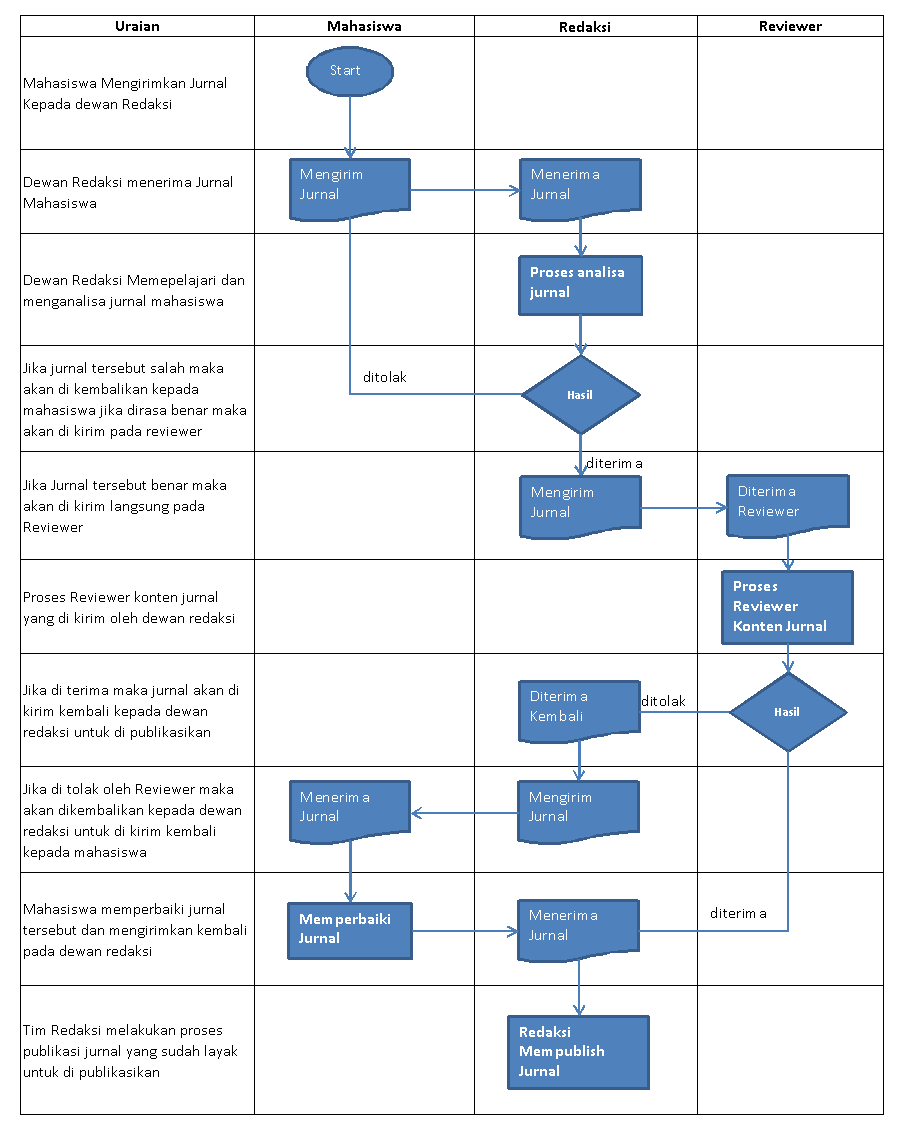 Uraian
Mahasiswa
Redaksi
Reviewer
Mahasiswa Mengirimkan Jurnal
Kepada dewan Redaksi
Start
Dewan Redaksi menerima Jurnal
Mahasiswa
Mengirim
Jurnal
Menerima
Jurnal
Dewan Redaksi Memepelajari dan
menganalisa jurnal mahasiswa
Proses analisa
jurnal
Jika jurnal tersebut salah maka
akan di kembalikan kepada
mahasiswa jika dirasa benar maka
akan di kirim pada reviewer
ditolak
Hasil
diterima
Jika Jurnal tersebut benar maka
akan di kirim langsung pada
Reviewer
Mengirim
Jurnal
Diterima
Reviewer
Proses Reviewer konten jurnal
yang di kirim oleh dewan redaksi
Proses
Reviewer
Konten Jurnal
Jika di terima maka jurnal akan di
kirim kembali kepada dewan
redaksi untuk di publikasikan
Diterima
Kembali
ditolak
Hasil
Jika di tolak oleh Reviewer maka
akan dikembalikan kepada dewan
redaksi untuk di kirim kembali
kepada mahasiswa
Menerima
Jurnal
Mengirim
Jurnal
Mahasiswa memperbaiki jurnal
tersebut dan mengirimkan kembali
pada dewan redaksi
Memperbaiki
Jurnal
Menerima
Jurnal
diterima
Tim Redaksi melakukan proses
publikasi jurnal yang sudah layak
untuk di publikasikan
Redaksi
Mempublish
Jurnal